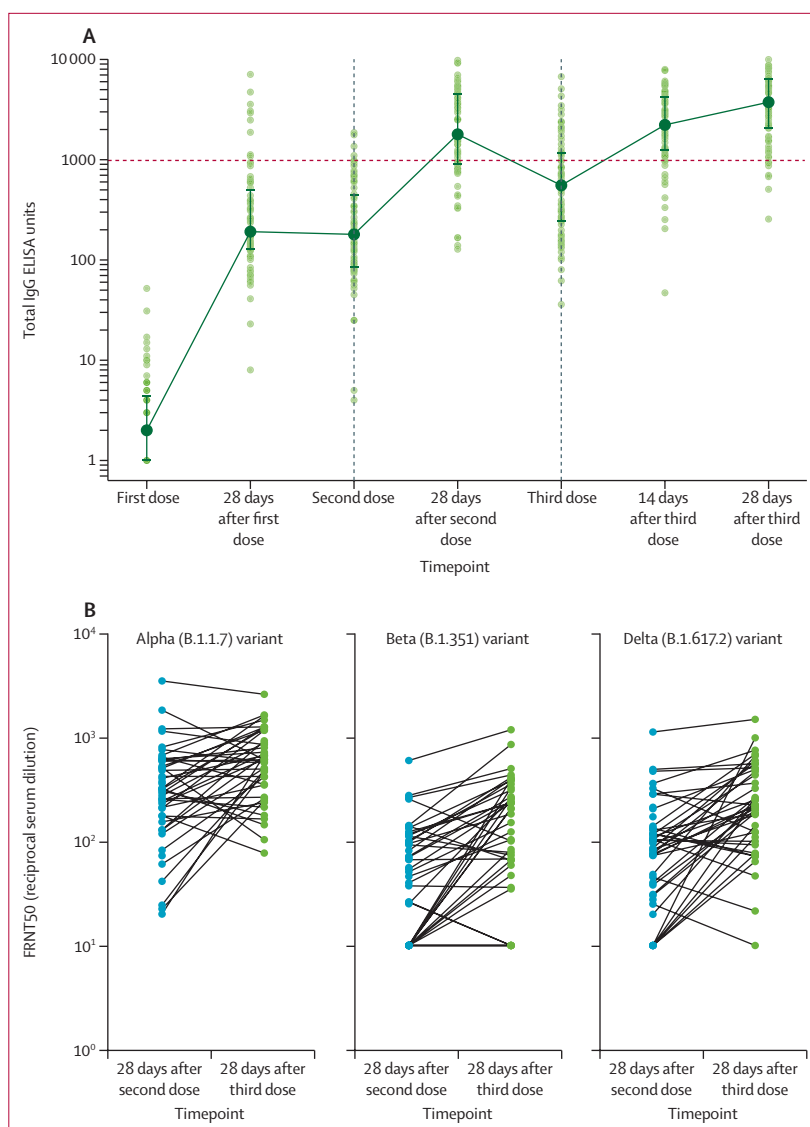 A
10 000
1000
100
10
1
Total IgG ELISA units
First dose
28 days
after first
dose
Second dose
28 days
after second
dose
Third dose
14 days
after third
dose
28 days
after third
dose
Timepoint
B
Alpha (B.1.1.7) variant
Beta (B.1.351) variant
Delta (B.1.617.2) variant
10⁴
10³
10²
10¹
10⁰
FRNT50 (reciprocal serum dilution)
28 days after
second dose
28 days after
third dose
Timepoint
28 days after
second dose
28 days after
third dose
Timepoint
28 days after
second dose
28 days after
third dose
Timepoint